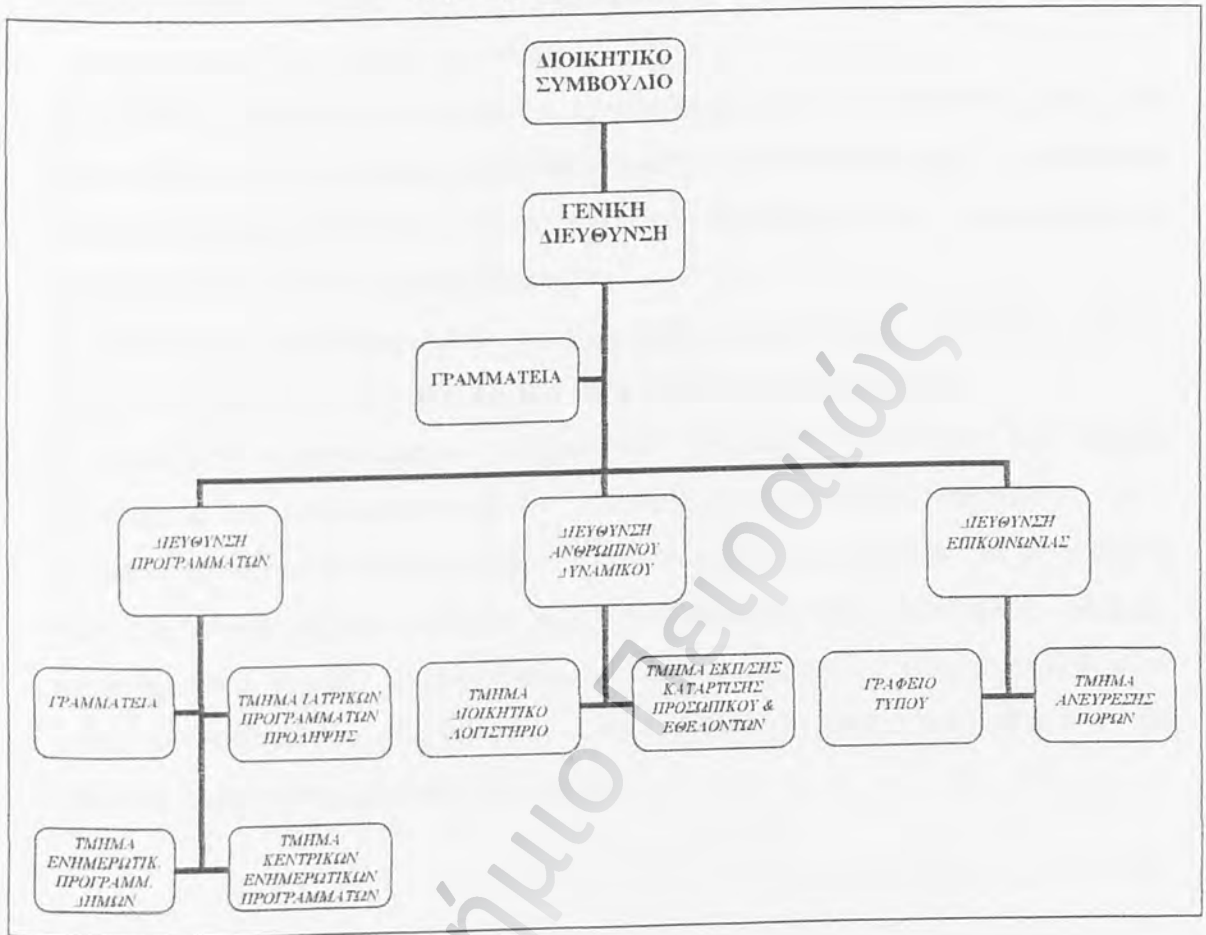 ΔΙΟΙΚΗΤΙΚΟ
ΣΥΜΒΟΥΛΙΟ
ΓΕΝΙΚΗ
ΔΙΕΥΘΥΝΣΗ
ΓΡΑΜΜΑΤΕΙΑ
ΔΙΕΥΘΥΝΣΗ
ΠΡΟΓΡΑΜΜΑΤΩΝ
ΔΙΕΥΘΥΝΣΗ
ΑΝΘΡΩΠΙΝΟΥ
ΔΥΝΑΜΙΚΟΥ
ΔΙΕΥΘΥΝΣΗ
ΕΠΙΚΟΙΝΩΝΙΑΣ
ΓΡΑΜΜΑΤΕΙΑ
ΤΜΗΜΑ ΙΑΤΡΙΚΩΝ
ΠΡΟΓΡΑΜΜΑΤΩΝ
ΠΡΟΛΗΨΗΣ
ΤΜΗΜΑ
ΔΙΟΙΚΗΤΙΚΟ
ΛΟΓΙΣΤΗΡΙΟ
ΤΜΗΜΑ ΕΚΠ/ΣΗΣ
ΚΑΤΑΡΤΙΣΗΣ
ΠΡΟΣΩΠΙΚΟΥ &
ΕΘΕΛΟΝΤΩΝ
ΓΡΑΦΕΙΟ
ΤΥΠΟΥ
ΤΜΗΜΑ
ΑΝΕΥΡΕΣΗΣ
ΠΟΡΩΝ
ΤΜΗΜΑ
ΕΝΗΜΕΡΩΤΙΚ.
ΠΡΟΓΡΑΜΜ.
ΔΗΜΩΝ
ΤΜΗΜΑ
ΚΕΝΤΡΙΚΩΝ
ΕΝΗΜΕΡΩΤΙΚΩΝ
ΠΡΟΓΡΑΜΜΑΤΩΝ
ήμιο Πειραιώς